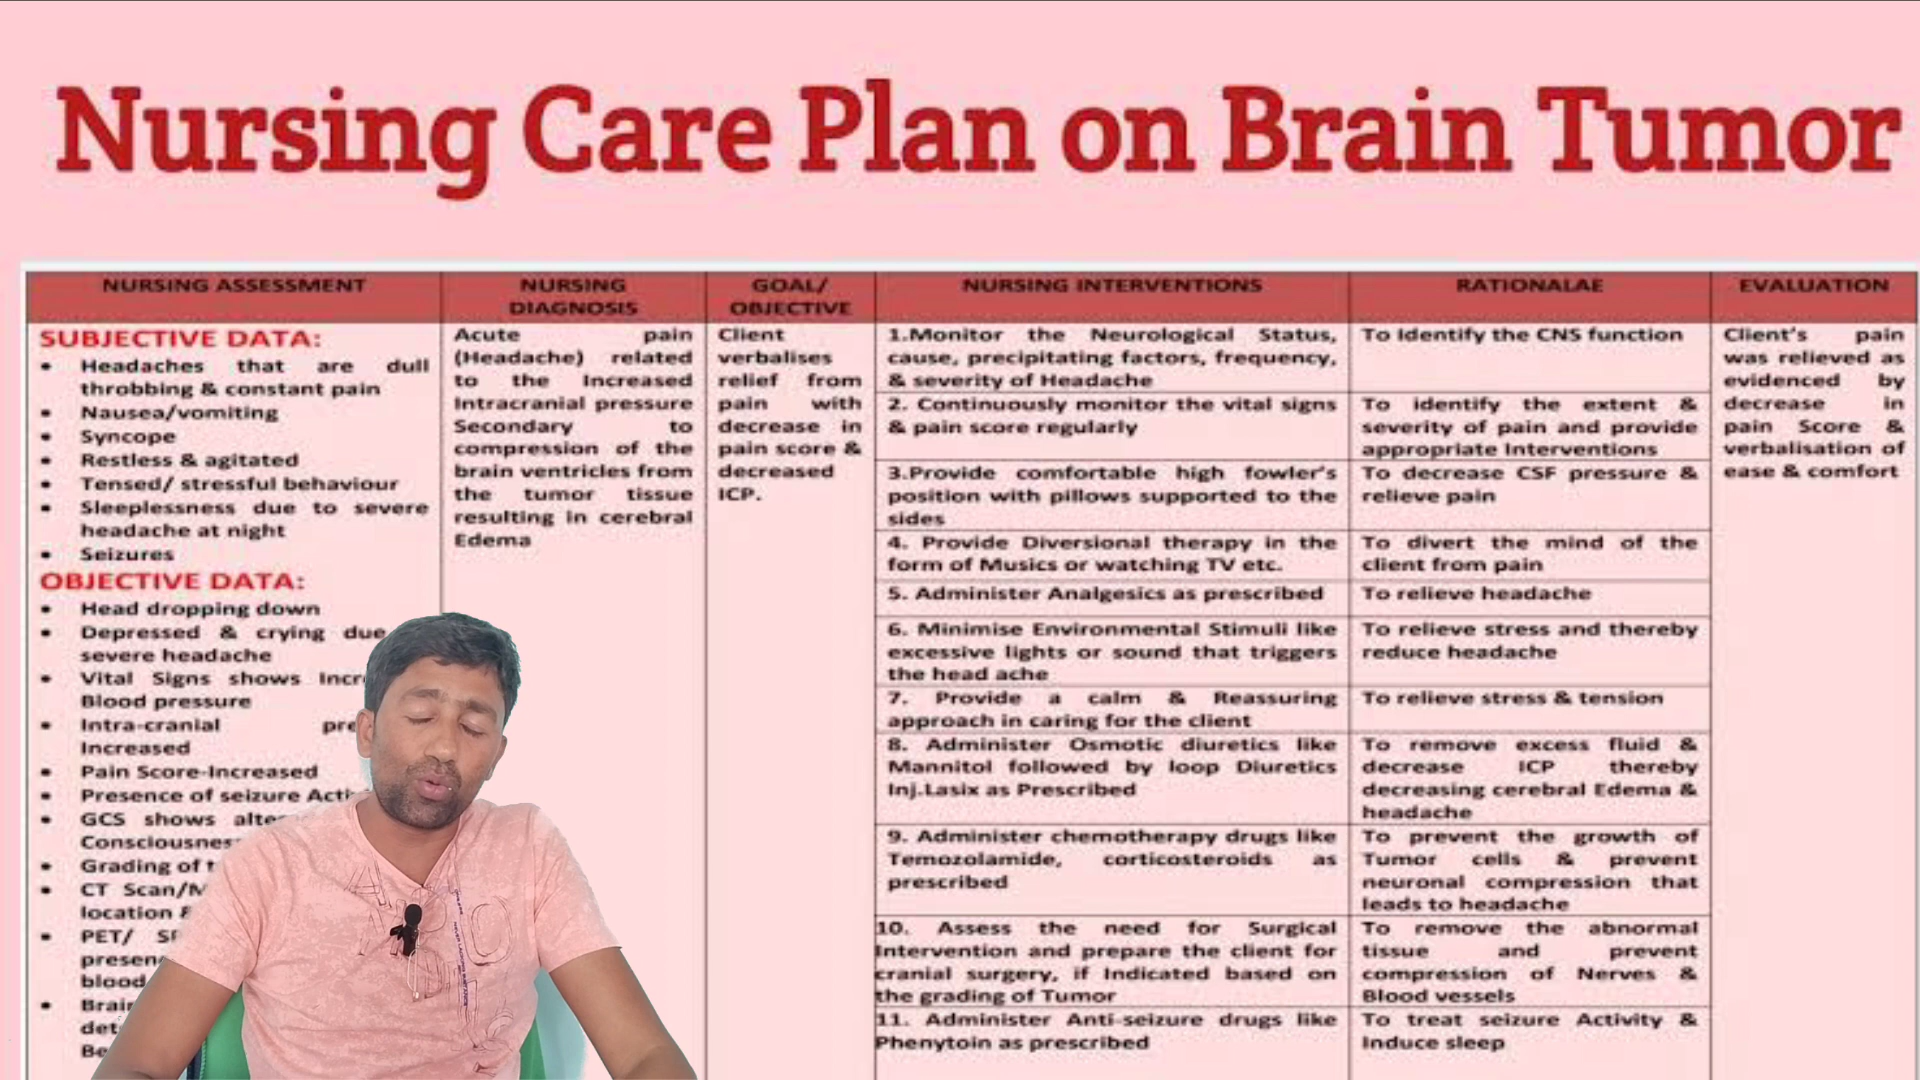 Nursing Care Plan on Brain Tumor
NURSING ASSESSMENT
SUBJECTIVE DATA:
• Headaches that are dull
throbbing & constant pain
• Nausea/vomiting
• Syncope
• Restless & agitated
• Tensed/ stressful behaviour
• Sleeplessness due to severe
headache at night
• Seizures
OBJECTIVE DATA:
• Head dropping down
• Depressed & crying due
severe headache
• Vital Signs shows
Blood pressure
• Intra-cranial
Increased
• Pain Score-Increased
• Presence of seizure
• GCS shows
• Grading of
• CT
location &
• PET/
blood
NURSING
DIAGNOSIS
Acute pain
(Headache) related
to the Increased
Intracranial pressure
Secondary to
compression of the
brain ventricles from
the tumor tissue
resulting in cerebral
Edema
GOAL/
OBJECTIVE
Client
verbalises
relief from
pain with
decrease in
pain score &
decreased
ICP.
NURSING INTERVENTIONS
RATIONALAE
1.Monitor the Neurological Status,
cause, precipitating factors, frequency,
& severity of Headache
To Identify the CNS function
2. Continuously monitor the vital signs
& pain score regularly
To identify the extent &
severity of pain and provide
appropriate Interventions
3.Provide comfortable high fowler's
position with pillows supported to the
sides
To decrease CSF pressure &
relieve pain
4. Provide Diversional therapy in the
form of Musics or watching TV etc.
To divert the mind of the
client from pain
5. Administer Analgesics as prescribed
To relieve headache
6. Minimise Environmental Stimuli like
excessive lights or sound that triggers
the head ache
To relieve stress and thereby
reduce headache
7. Provide a calm & Reassuring
approach in caring for the client
To relieve stress & tension
8. Administer Osmotic diuretics like
Mannitol followed by loop Diuretics
Inj.Lasix as Prescribed
To remove excess fluid &
decrease ICP thereby
decreasing cerebral Edema &
headache
9. Administer chemotherapy drugs like
Temozolamide, corticosteroids as
prescribed
To prevent the growth of
Tumor cells & prevent
neuronal compression that
leads to headache
10. Assess the need for Surgical
Intervention and prepare the client for
cranial surgery, if Indicated based on
the grading of Tumor
To remove the abnormal
tissue and prevent
compression of Nerves &
Blood vessels
11. Administer Anti-seizure drugs like
Phenytoin as prescribed
To treat seizure Activity &
Induce sleep
EVALUATION
Client's pain
was relieved as
evidenced by
decrease in
pain Score &
verbalisation of
ease & comfort